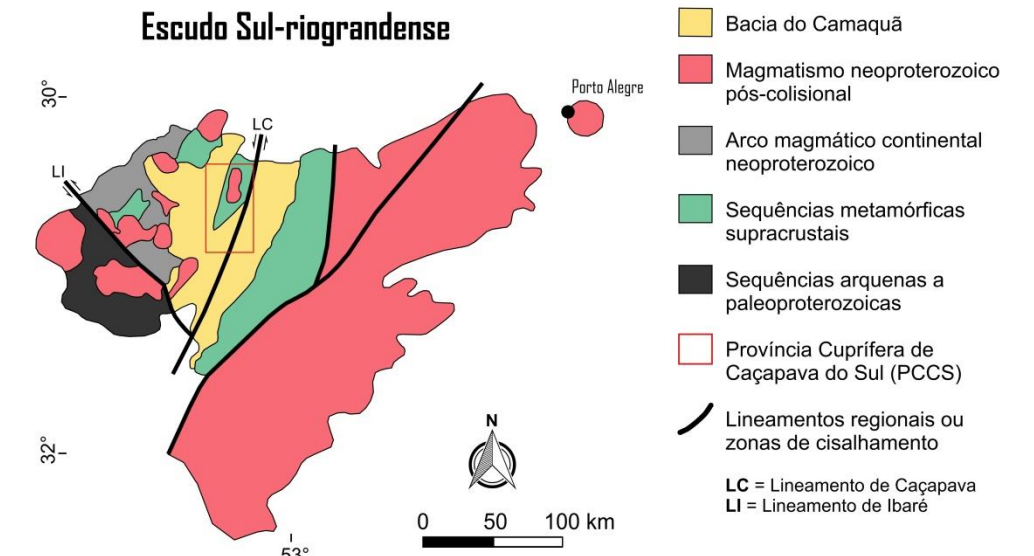 Escudo Sul-riograndense
30°
Porto Alegre
LC
LI
32°
N
0 50 100 km
53°
Bacia do Camaquã
Magmatismo neoproterozoico
pós-colisional
Arco magmático continental
neoproterozoico
Sequências metamórficas
supracrustais
Sequências arquenas a
paleoproterozoicas
Província Cuprífera de
Caçapava do Sul (PCCS)
Lineamentos regionais ou
zonas de cisalhamento
LC = Lineamento de Caçapava
LI = Lineamento de Ibaré